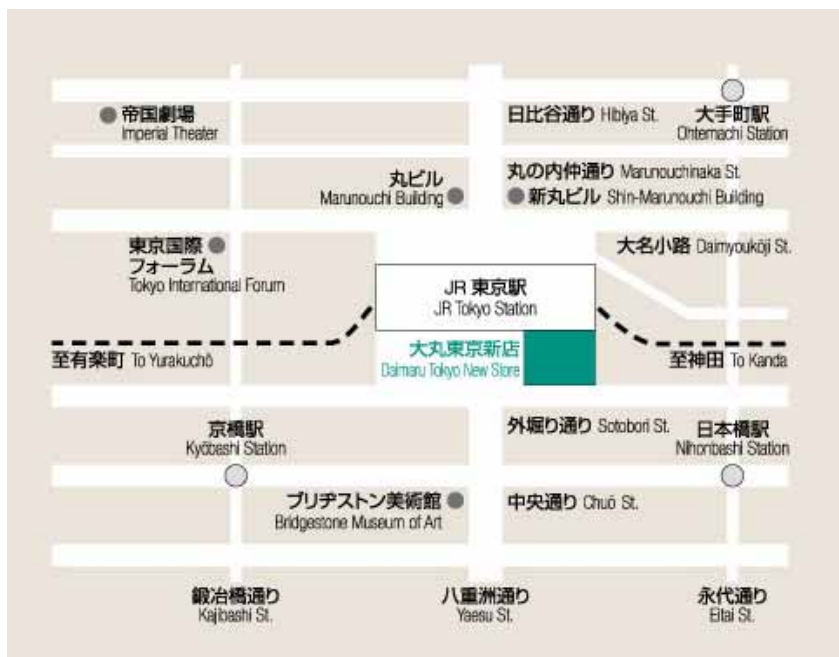 帝国劇場
Imperial Theater
日比谷通り Hibiya St.
大手町駅
Ohtemachi Station
丸ビル
Marunouchi Building
丸の内仲通り Marunouchinaka St.
新丸ビル Shin-Marunouchi Building
東京国際
フォーラム
Tokyo International Forum
大名小路 Daimyoukōji St.
JR 東京駅
JR Tokyo Station
大丸東京新店
Daimaru Tokyo New Store
至有楽町 To Yurakuchō
至神田 To Kanda
京橋駅
Kyōbashi Station
外堀り通り Sotobori St.
日本橋駅
Nihonbashi Station
ブリヂストン美術館
Bridgestone Museum of Art
中央通り Chuō St.
鍛冶橋通り
Kajibashi St.
八重洲通り
Yaesu St.
永代通り
Eitai St.